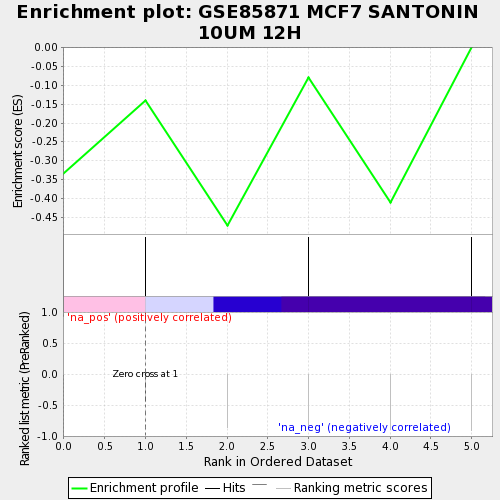 Enrichment plot: GSE85871 MCF7 SANTONIN
10UM 12H
Enrichment score (ES)
0.00
-0.05
-0.10
-0.15
-0.20
-0.25
-0.30
-0.35
-0.40
-0.45
Ranked list metric (PreRanked)
1.0
0.5
0.0
-0.5
-1.0
'na_pos' (positively correlated)
Zero cross at 1
'na_neg' (negatively correlated)
0.0 0.5 1.0 1.5 2.0 2.5 3.0 3.5 4.0 4.5 5.0
Rank in Ordered Dataset
Enrichment profile Hits Ranking metric scores